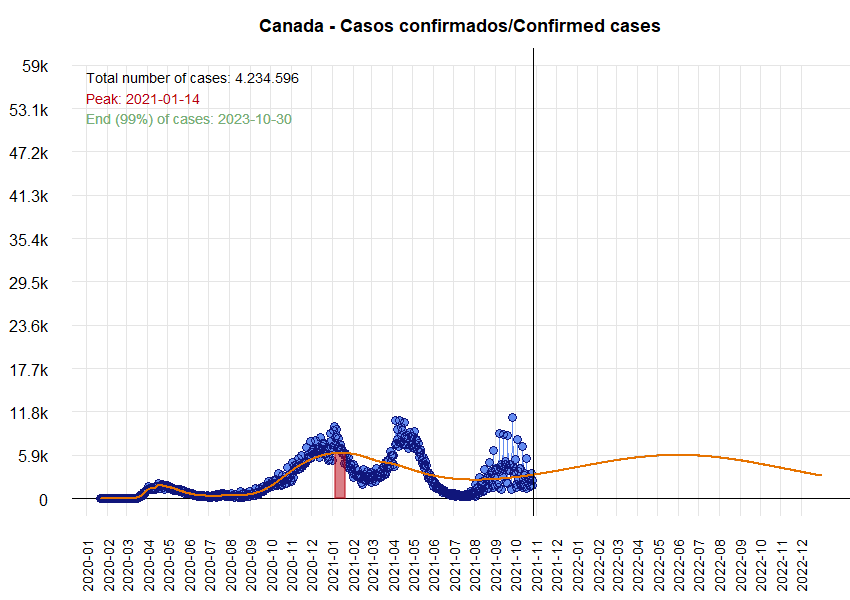 Canada - Casos confirmados/Confirmed cases
59k
Total number of cases: 4.234.596
Peak: 2021-01-14
End (99%) of cases: 2023-10-30
53.1k
47.2k
41.3k
35.4k
29.5k
23.6k
17.7k
11.8k
5.9k
0
2020-01
2020-02
2020-03
2020-04
2020-05
2020-06
2020-07
2020-08
2020-09
2020-10
2020-11
2020-12
2021-01
2021-02
2021-03
2021-04
2021-05
2021-06
2021-07
2021-08
2021-09
2021-10
2021-11
2021-12
2022-01
2022-02
2022-03
2022-04
2022-05
2022-06
2022-07
2022-08
2022-09
2022-10
2022-11
2022-12